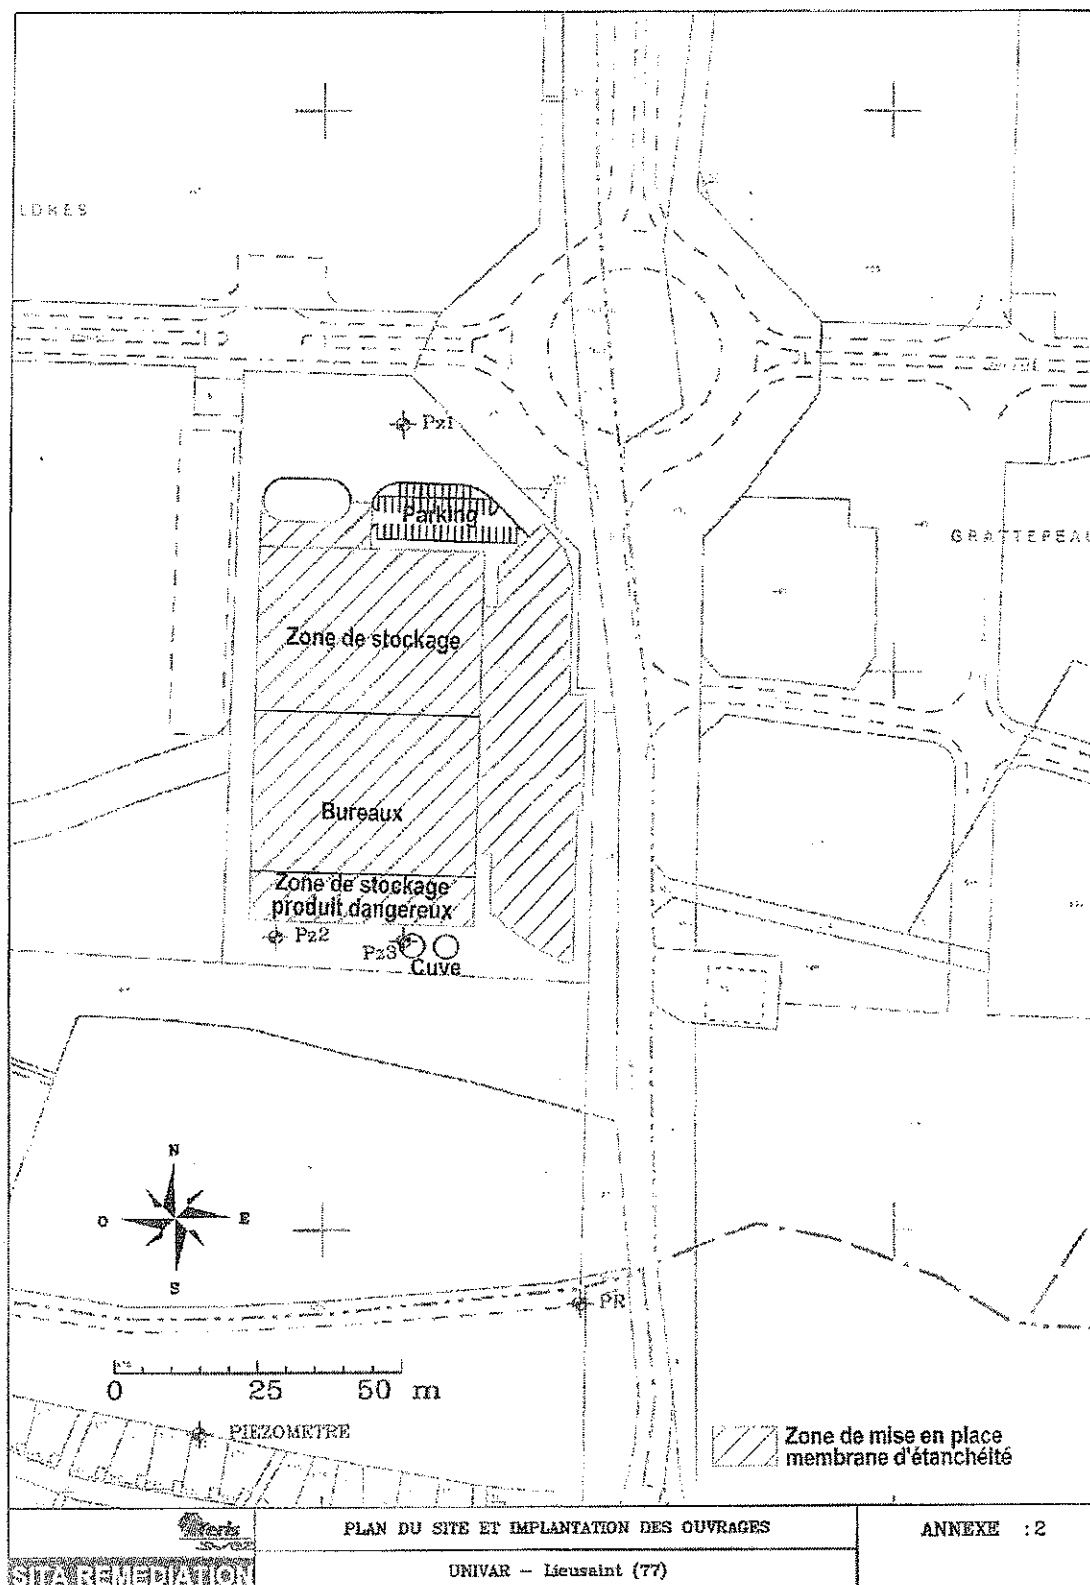 Pz1
Parking
GRATTEPEAU
Zone de stockage
Bureaux
Zone de stockage
produit dangereux
Pz2
Pz3
Cuve
N
O
E
S
PR
0 25 50 m
PIEZOMETRE
Zone de mise en place
membrane d'étanchéité
PLAN DU SITE ET IMPLANTATION DES OUVRAGES
ANNEXE :2
SITA REMEDIATION
UNIVAR – Lieusaint (77)